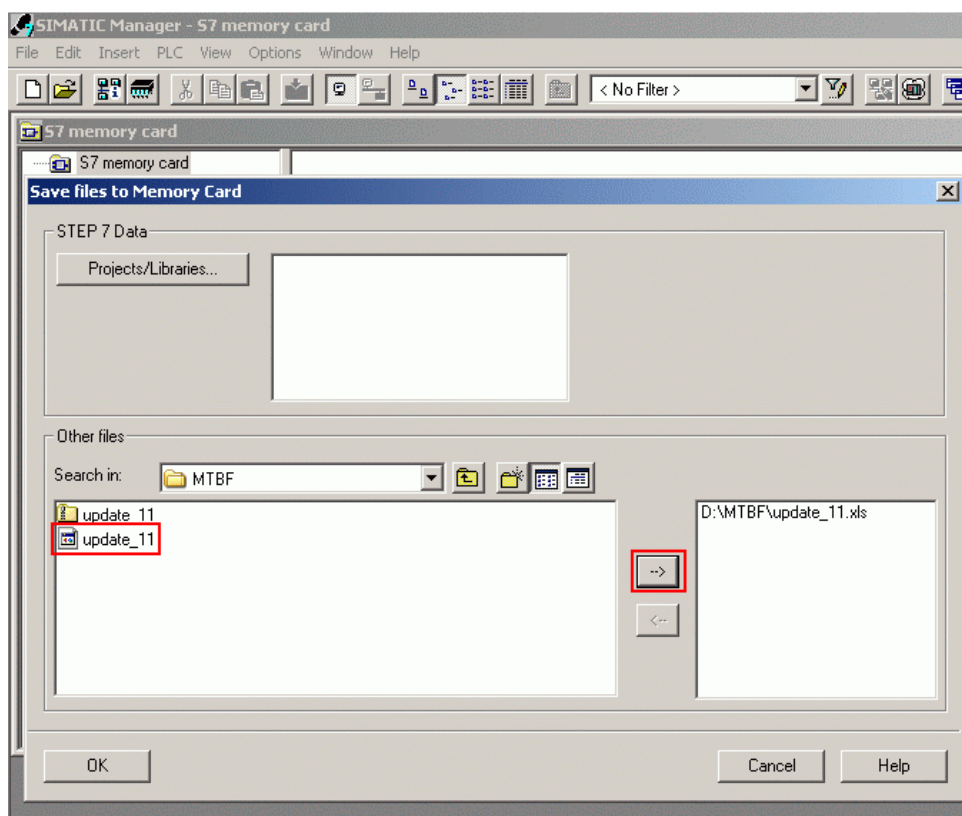 SIMATIC Manager - S7 memory card
File Edit Insert PLC View Options Window Help
< No Filter >
S7 memory card
S7 memory card
Save files to Memory Card
STEP 7 Data
Projects/Libraries...
Other files
Search in: MTBF
update_11 D:\MTBF\update_11.xls
update_11
-->
<--
OK Cancel Help